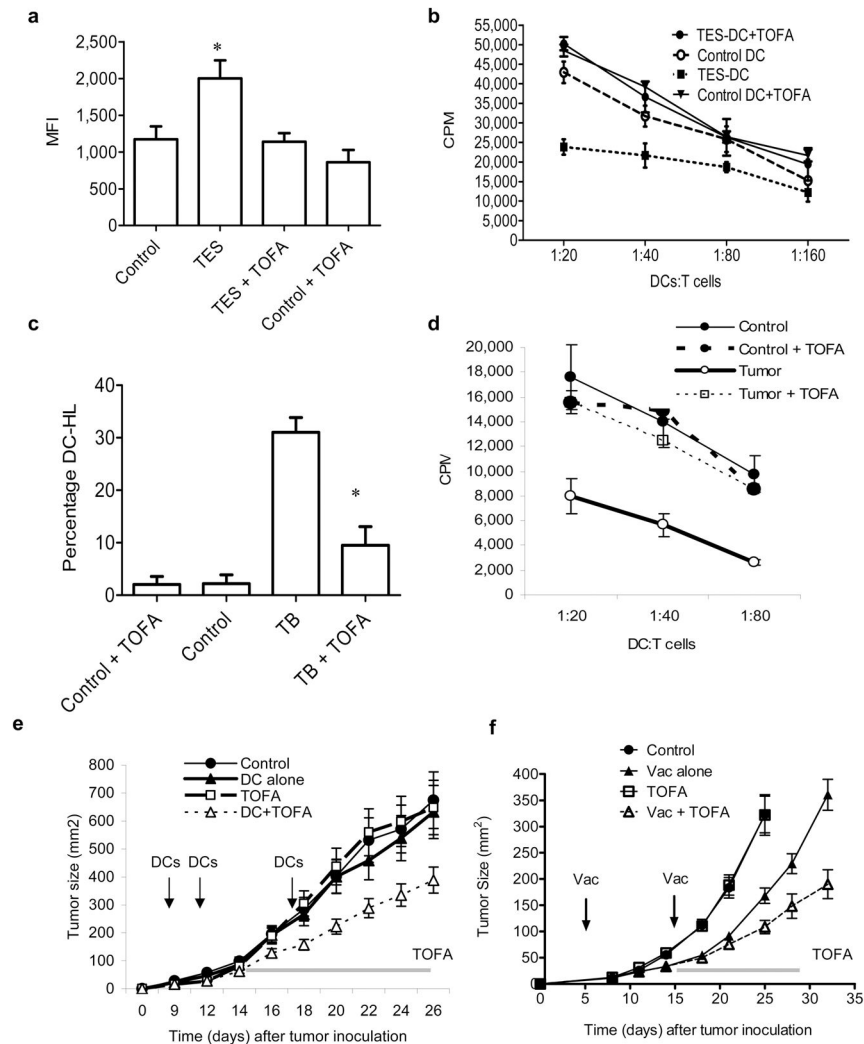 a
MFI
2,500
2,000
1,500
1,000
500
0
*
Control
TES
TES + TOFA
Control + TOFA
b
CPM
55,000
50,000
45,000
40,000
35,000
30,000
25,000
20,000
15,000
10,000
5,000
0
TES-DC+TOFA
Control DC
TES-DC
Control DC+TOFA
1:20 1:40 1:80 1:160
DCs:T cells
c
Percentage DC-HL
40
30
20
10
0
*
Control + TOFA
Control
TB
TB + TOFA
d
Control
Control + TOFA
Tumor
Tumor + TOFA
CPM
20,000
18,000
16,000
14,000
12,000
10,000
8,000
6,000
4,000
2,000
0
1:20 1:40 1:80
DC:T cells
e
Tumor size (mm2)
800
700
600
500
400
300
200
100
0
Control
DC alone
TOFA
DC+TOFA
DCs DCs DCs
TOFA
0 9 12 14 16 18 20 22 24 26
Time (days) after tumor inoculation
f
Tumor Size (mm²)
350
400
300
250
200
150
100
50
0
Control
Vac alone
TOFA
Vac + TOFA
Vac Vac
TOFA
0 5 10 15 20 25 30 35
Time (days) after tumor inoculation